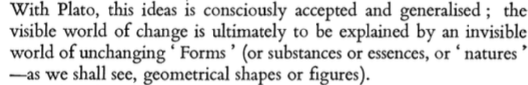 With Plato, this ideas is consciously accepted and generalised ; the
visible world of change is ultimately to be explained by an invisible
world of unchanging ‘ Forms ’ (or substances or essences, or ‘ natures ’
—as we shall see, geometrical shapes or figures).